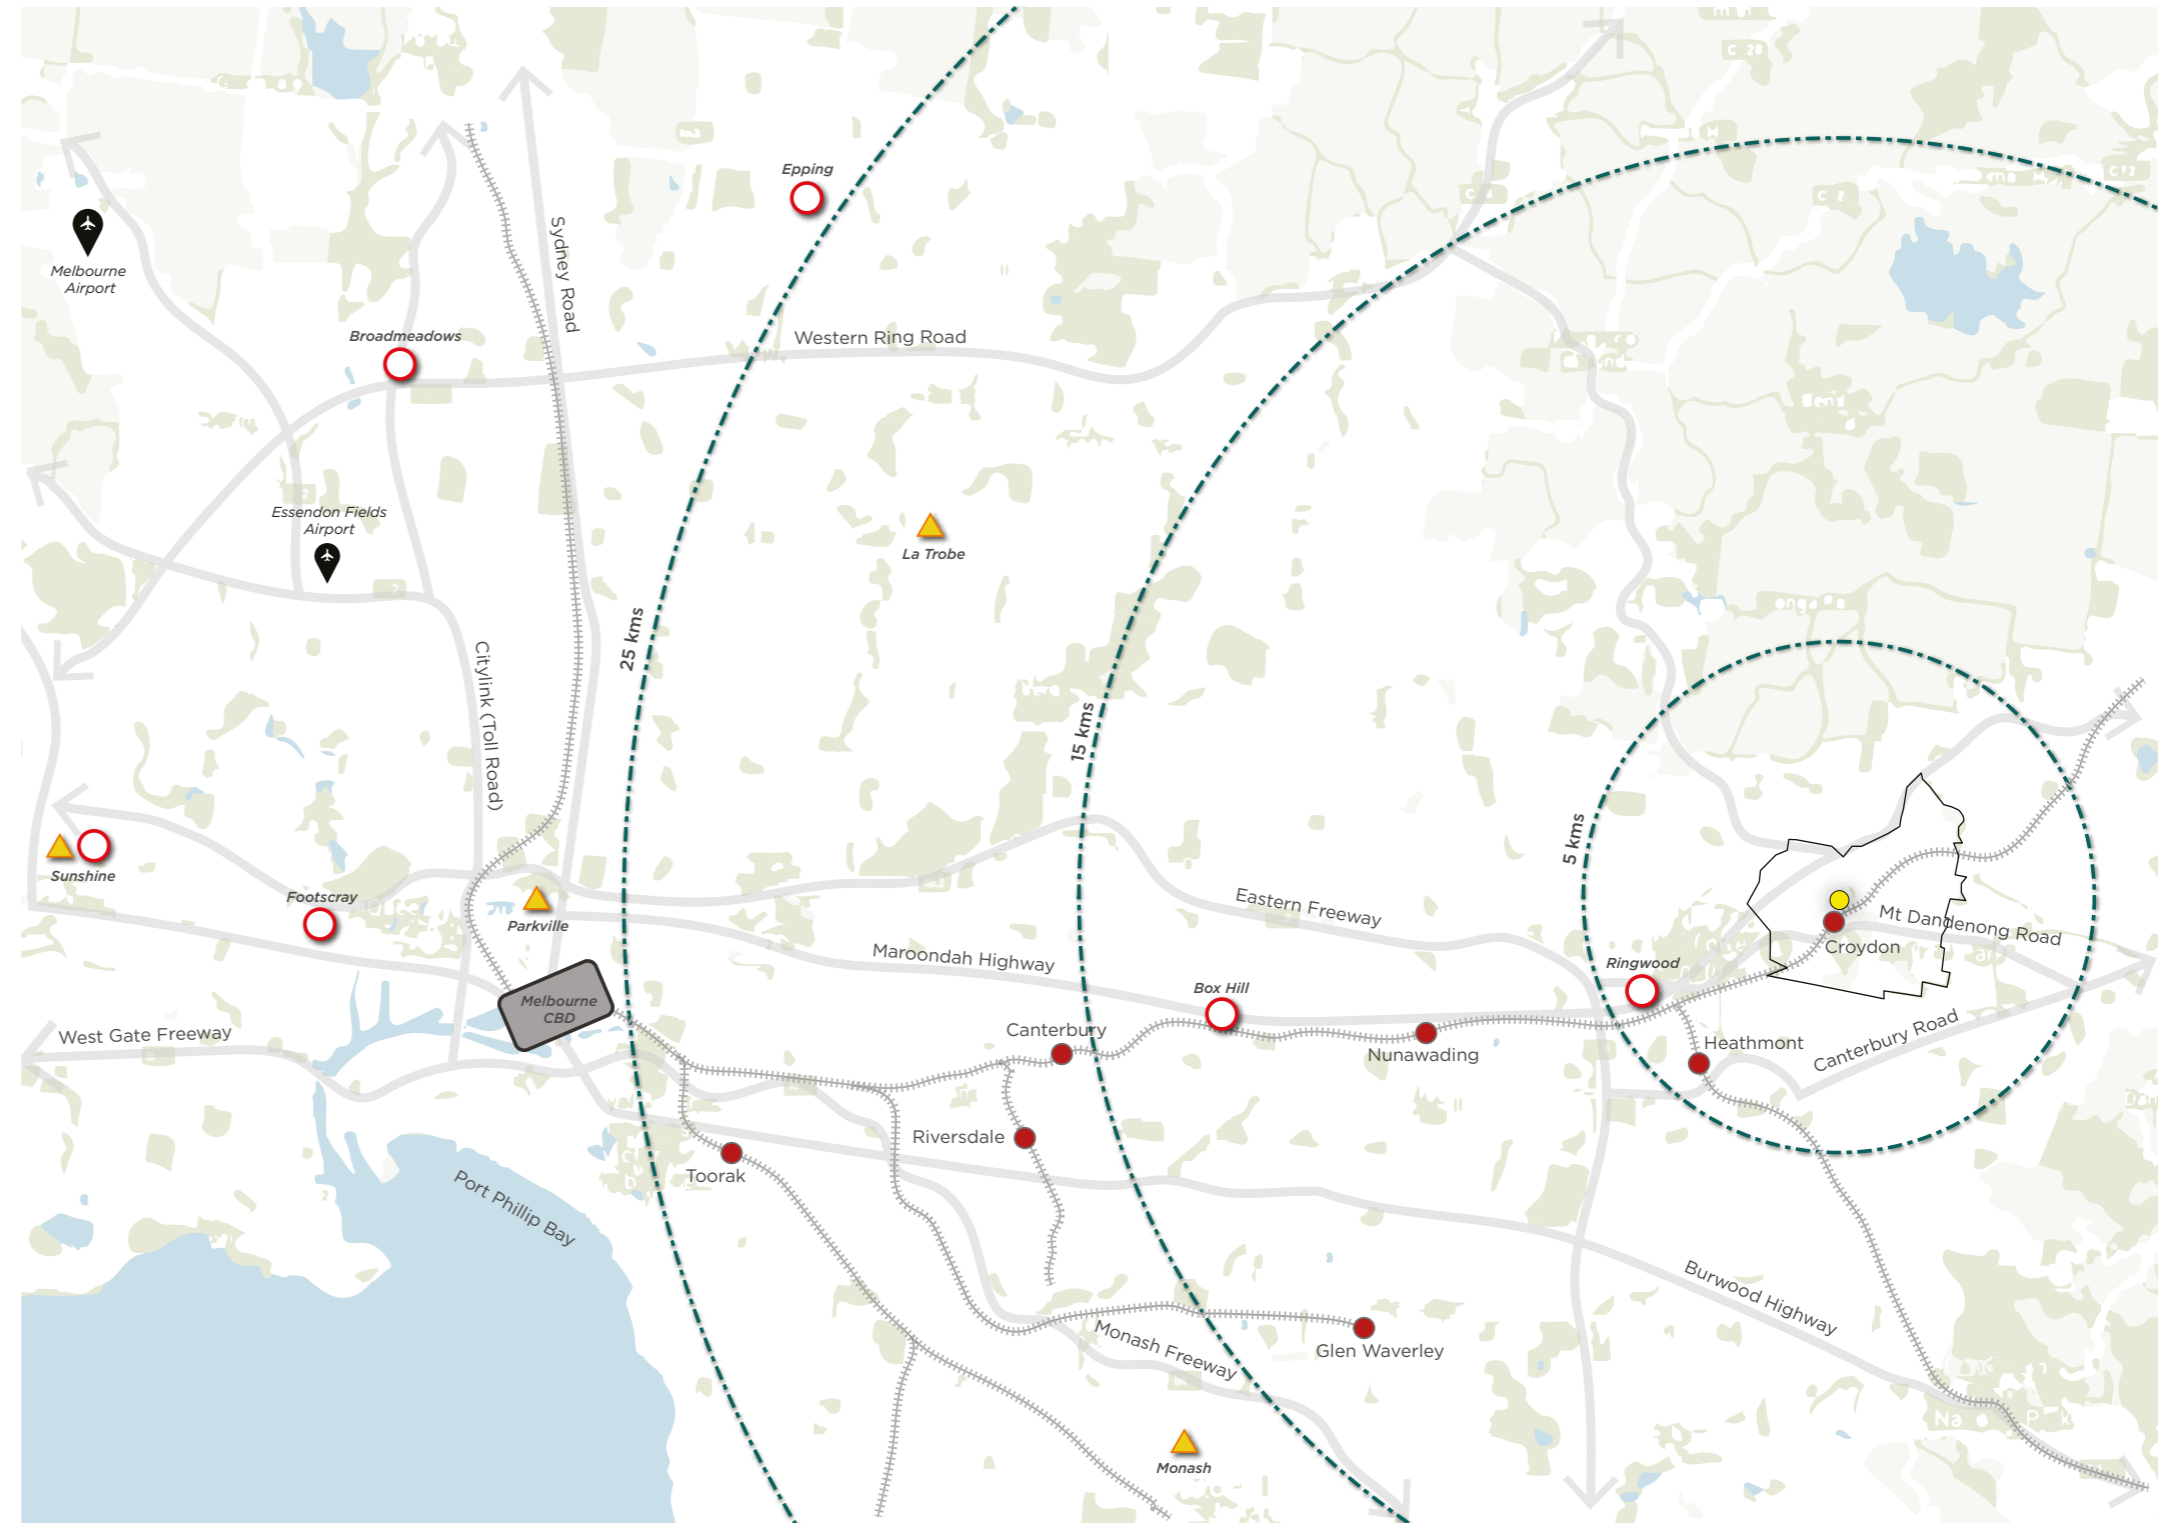 Epping
Melbourne
Airport
Sydney Road
Broadmeadows
Western Ring Road
Essendon Fields
Airport
La Trobe
25 kms
Citylink (Toll Road)
15 kms
5 kms
Sunshine
Footscray
Parkville
Eastern Freeway
Mt Dandenong Road
Croydon
Maroondah Highway
Ringwood
Box Hill
Melbourne
CBD
West Gate Freeway
Canterbury
Nunawading
Heathmont
Canterbury Road
Riversdale
Toorak
Port Phillip Bay
Burwood Highway
Monash Freeway
Glen Waverley
Monash